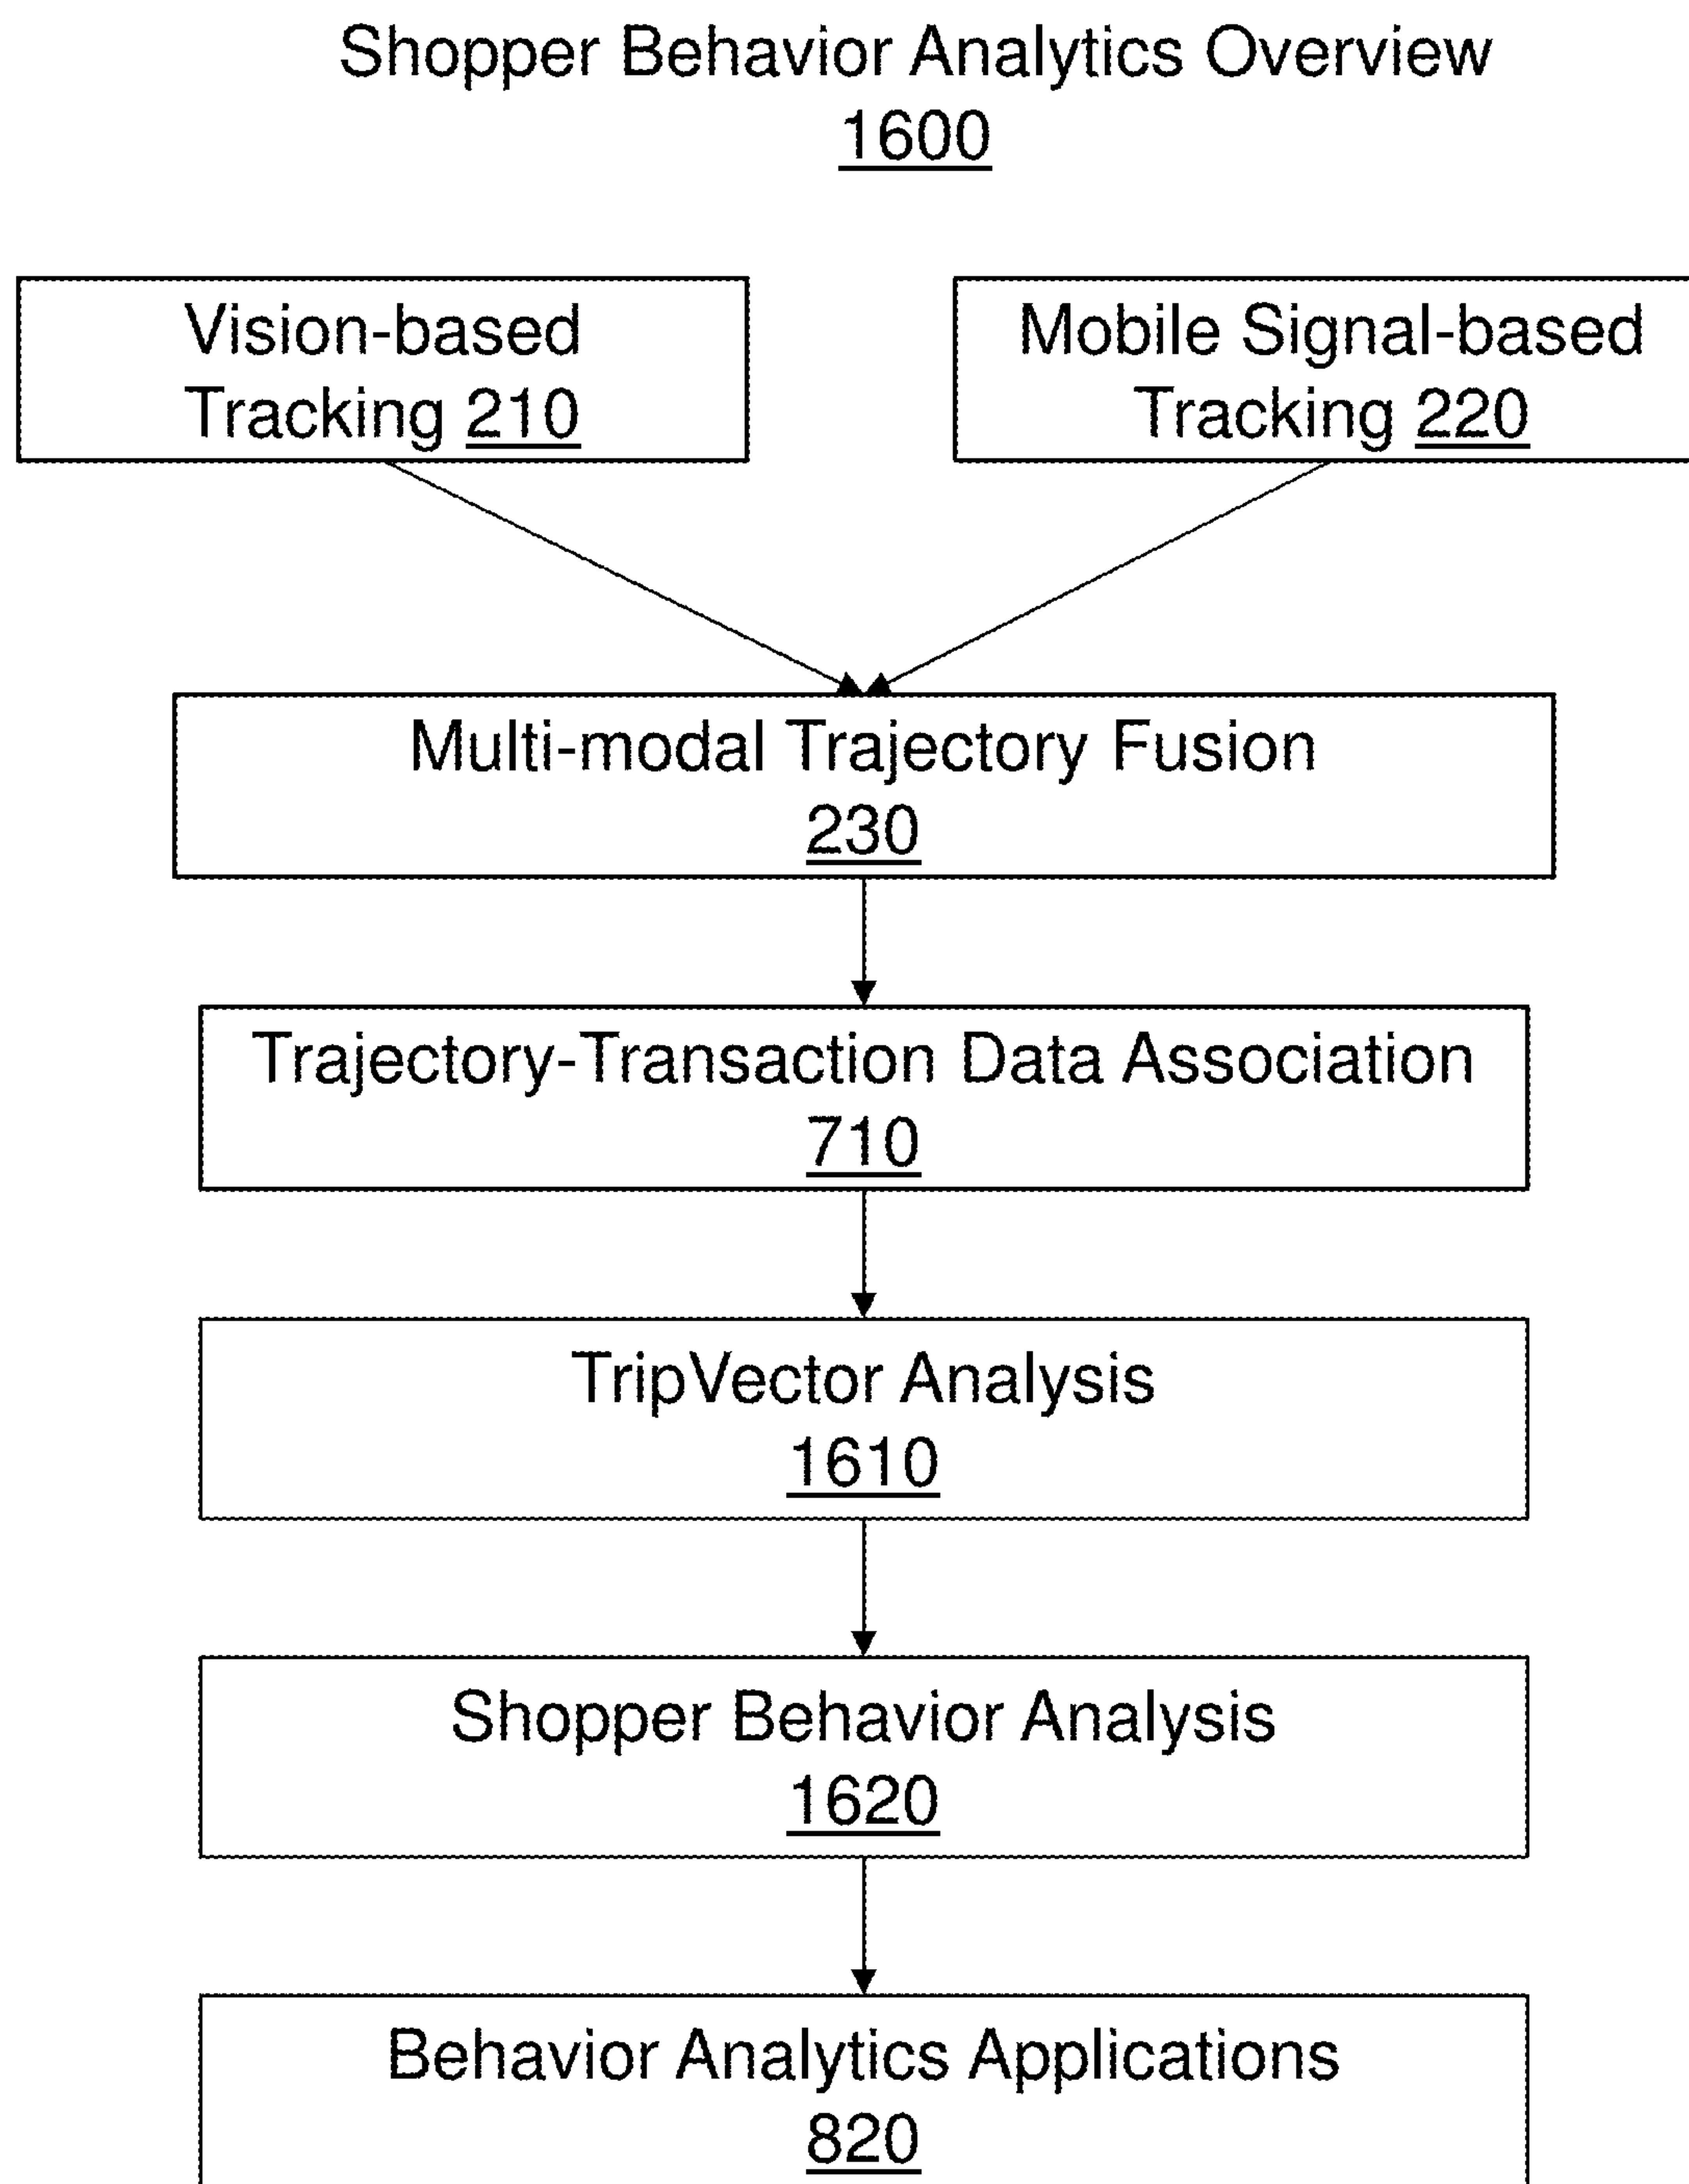 Shopper Behavior Analytics Overview
1600
Vision-based
Tracking 210
Mobile Signal-based
Tracking 220
Multi-modal Trajectory Fusion
230
Trajectory-Transaction Data Association
710
TripVector Analysis
1610
Shopper Behavior Analysis
1620
Behavior Analytics Applications
820